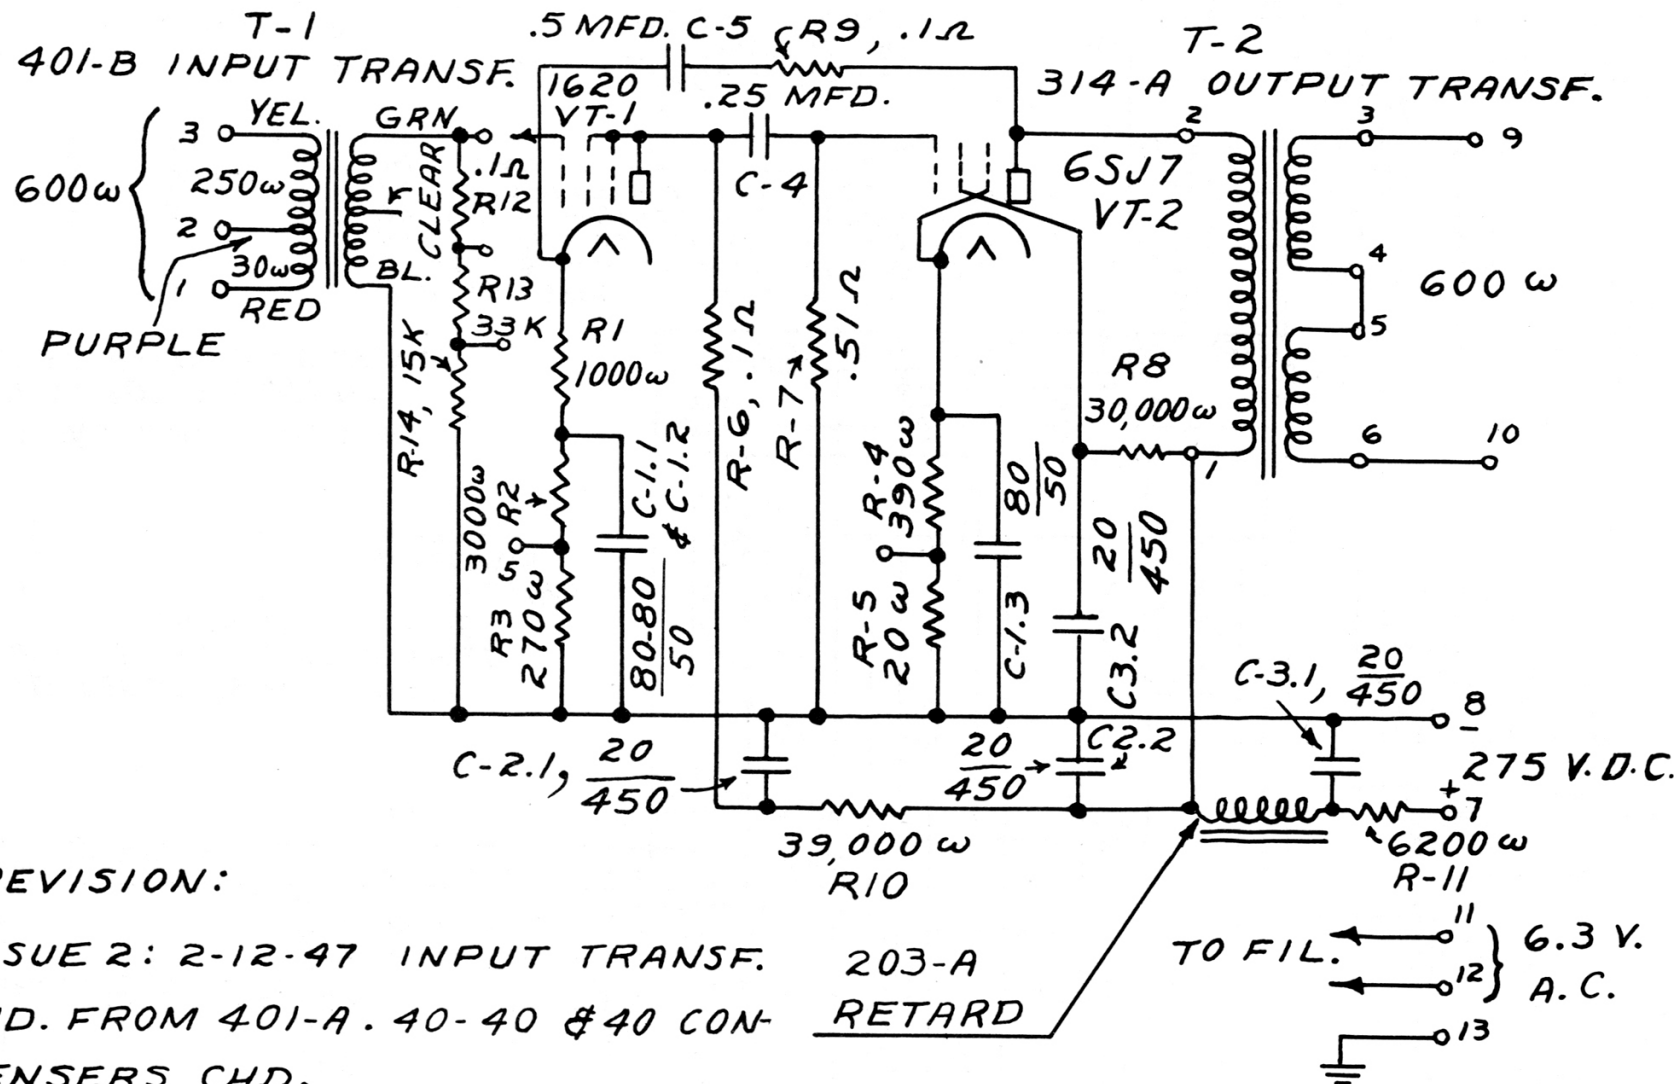 T-1
401-B INPUT TRANSF.
.5 MFD. C-5
R9, .1Ω
T-2
314-A OUTPUT TRANSF.
1620
VT-1
.25 MFD.
C-4
6SJ7
VT-2
YEL.
GRN
3
250ω
600ω
2
30ω
1
RED
PURPLE
CLEAR
BL.
.1Ω
R12
R13
33K
R-14, 15K
R1
1000ω
3000ω
R2
5
R3
270ω
C-1.1
& C-1.2
80-80
50
R-6, .1Ω
R-7
.51Ω
R-4
390ω
R-5
20ω
80
50
C-1.3
20
450
C3.2
R8
30,000ω
2
1
3
9
4
600 ω
5
6
10
C-3.1, 20
450
8
-
275 V.D.C.
+
7
6200ω
R-11
C-2.1, 20
450
20
450
C2.2
39,000 ω
R10
REVISION:
SUE 2: 2-12-47 INPUT TRANSF.
D. FROM 401-A. 40-40 & 40 CON-
ENSERS CHD.
203-A
RETARD
TO FIL.
11
12
6.3 V.
A.C.
13